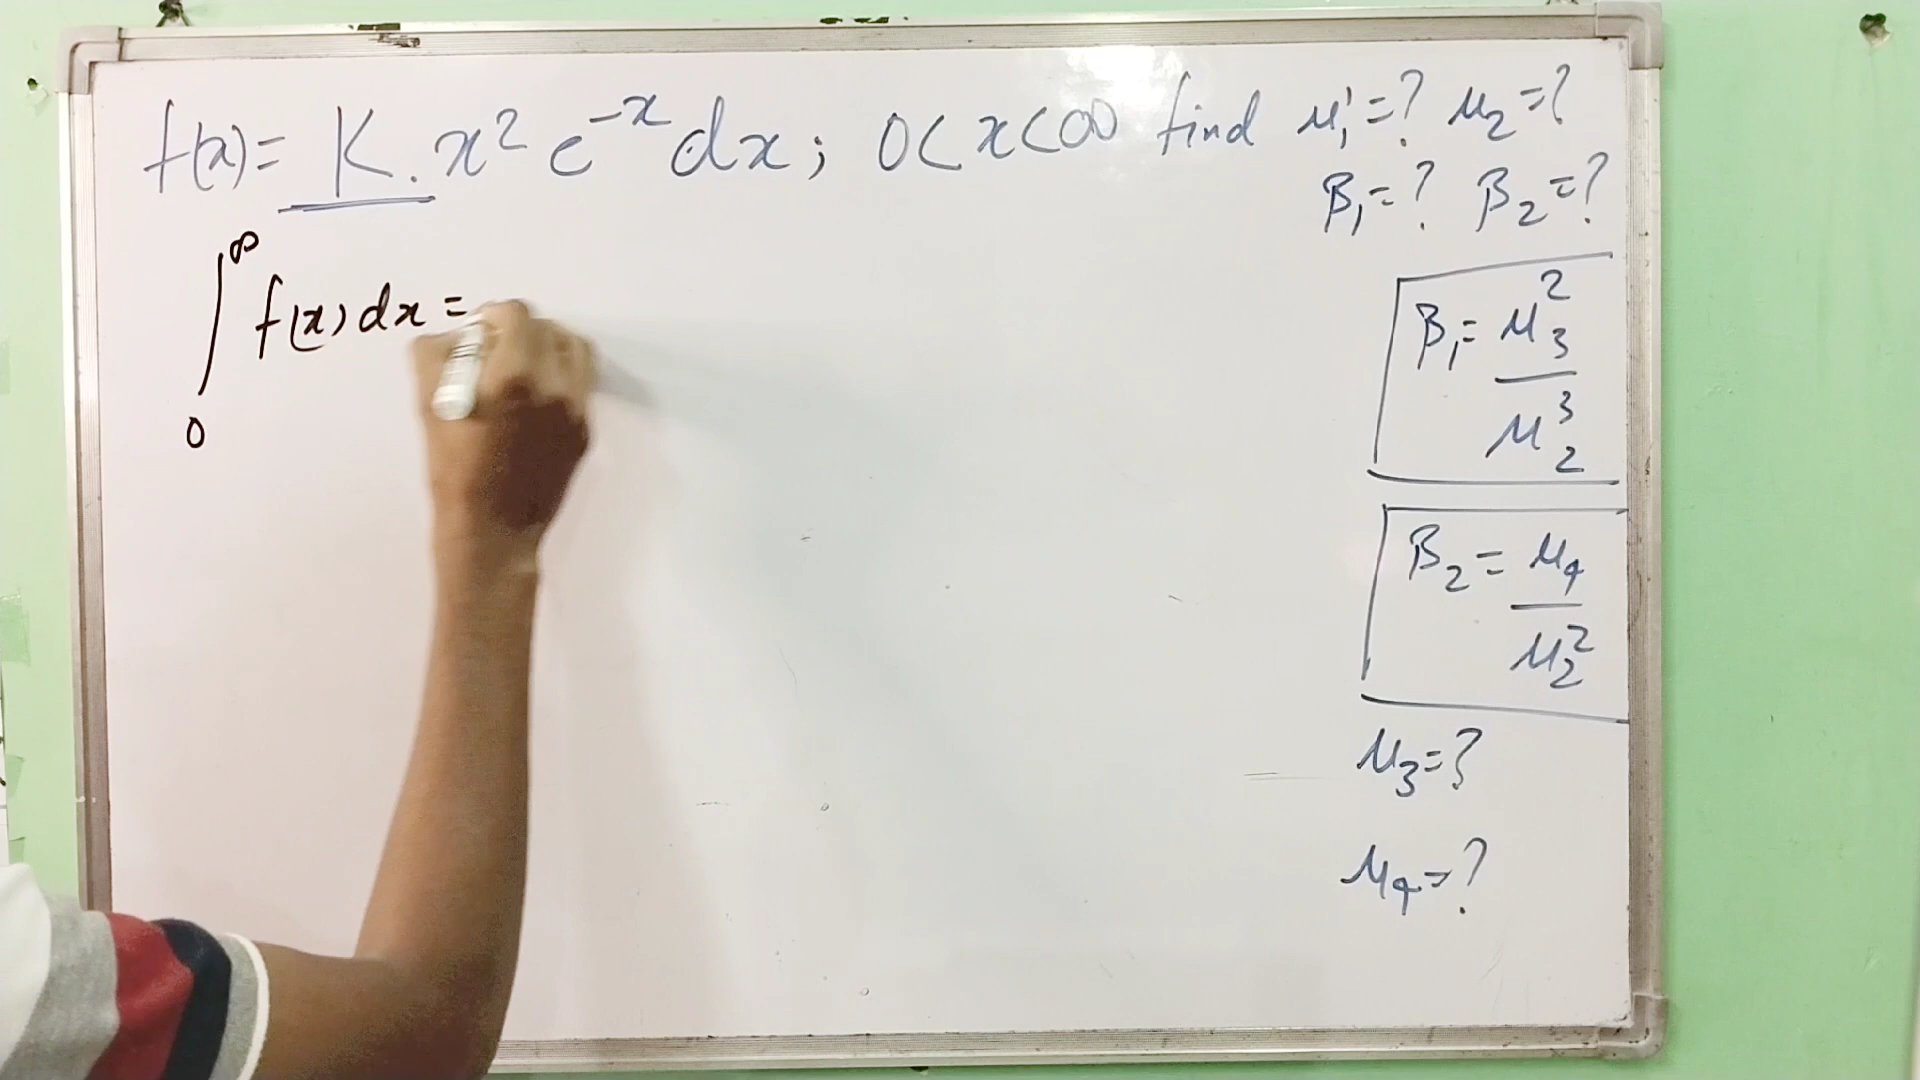 f(x) = K. x² e⁻ˣ dx ; 0 < x < ∞ find μ₁' = ? μ₂ = ?
β₁ = ? β₂ = ?
∫₀^∞ f(x) dx =
β₁ = μ₃² / μ₂³
β₂ = μ₄ / μ₂²
μ₃ = ?
μ₄ = ?